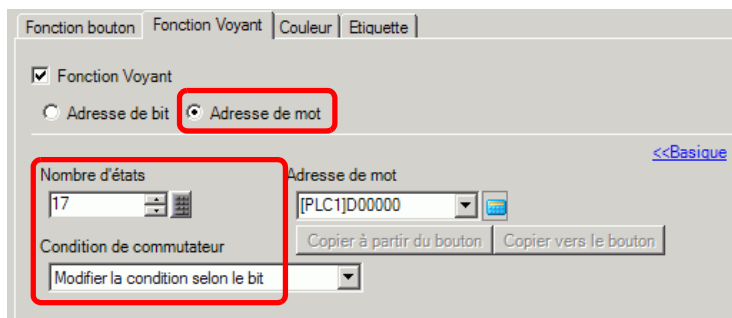 Fonction bouton Fonction Voyant Couleur Etiquette
Fonction Voyant
Adresse de bit Adresse de mot
<<Basique
Nombre d'états Adresse de mot
17 [PLC1]D00000
Copier à partir du bouton Copier vers le bouton
Condition de commutateur
Modifier la condition selon le bit